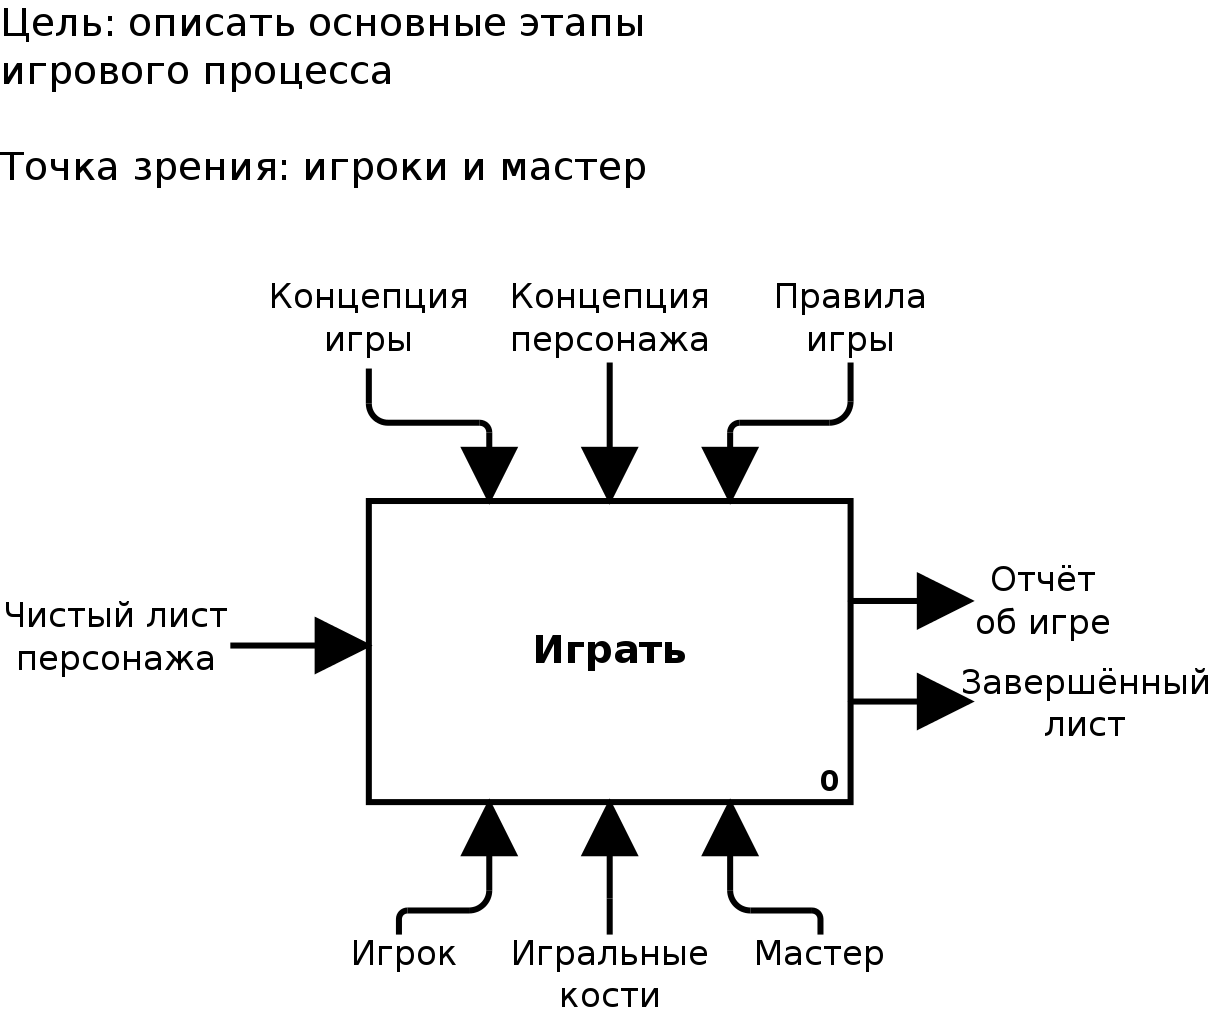 Цель: описать основные этапы
игрового процесса
Точка зрения: игроки и мастер
Концепция
игры
Концепция
персонажа
Правила
игры
Чистый лист
персонажа
Играть
0
Отчёт
об игре
Завершённый
лист
Игрок
Игральные
кости
Мастер